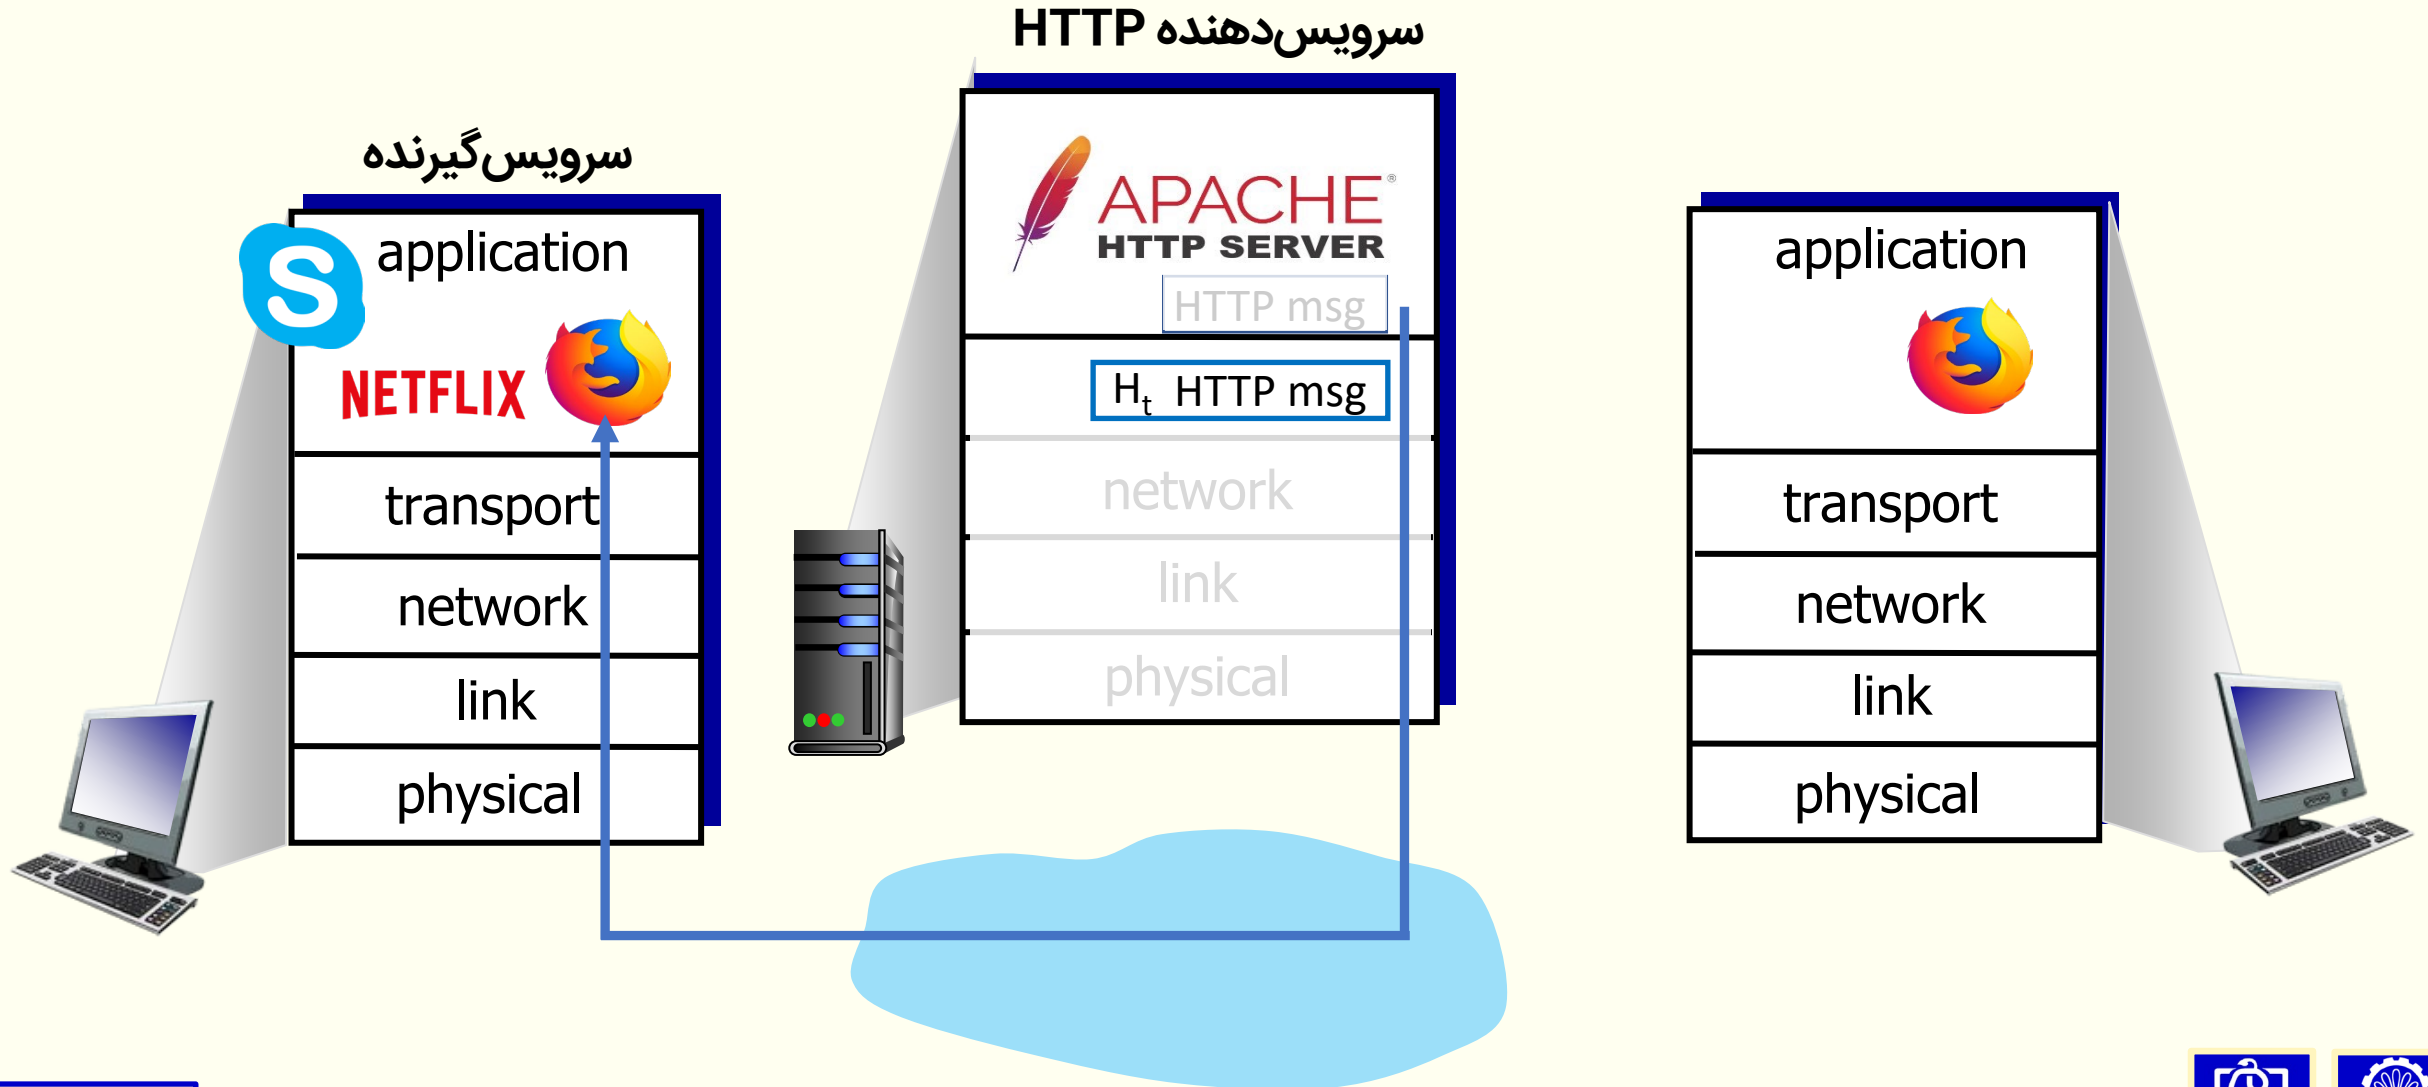 سرویس‌دهنده HTTP
سرویس‌گیرنده
application
S
NETFLIX
transport
network
link
physical
APACHE®
HTTP SERVER
HTTP msg
Hₜ HTTP msg
network
link
physical
application
transport
network
link
physical